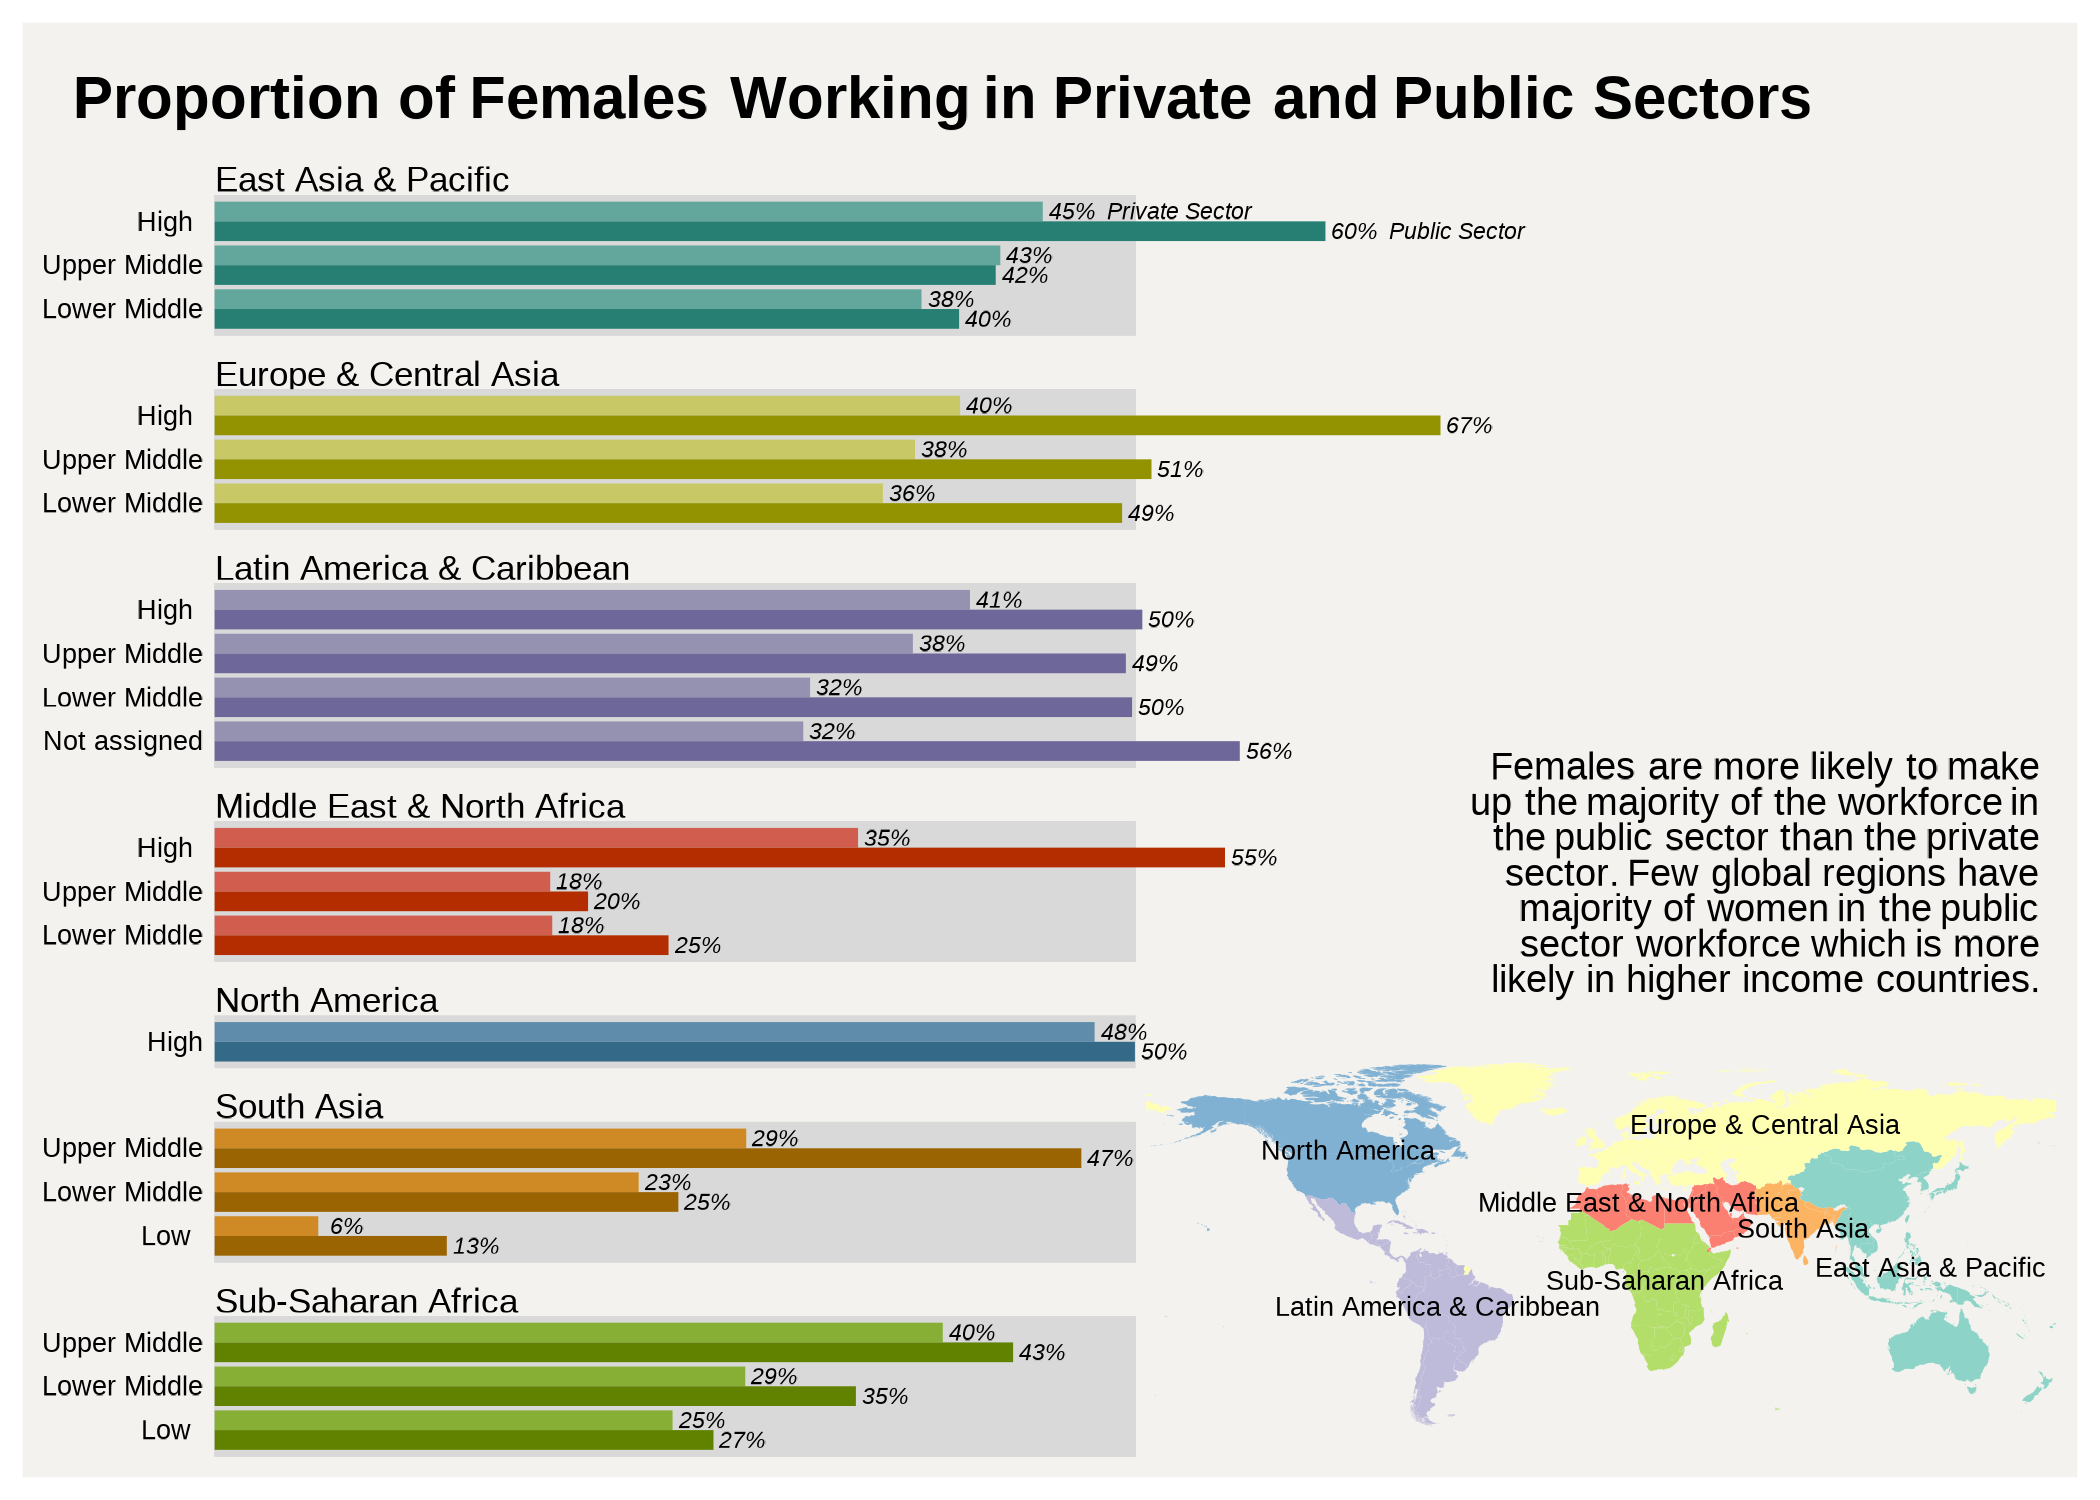 Proportion of Females Working in Private and Public Sectors
East Asia & Pacific
High
45% Private Sector
60% Public Sector
Upper Middle
43%
42%
Lower Middle
38%
40%
Europe & Central Asia
High
40%
67%
Upper Middle
38%
51%
Lower Middle
36%
49%
Latin America & Caribbean
High
41%
50%
Upper Middle
38%
49%
Lower Middle
32%
50%
Not assigned
32%
56%
Middle East & North Africa
High
35%
55%
Upper Middle
18%
20%
Lower Middle
18%
25%
North America
High
48%
50%
South Asia
Upper Middle
29%
47%
Lower Middle
23%
25%
Low
6%
13%
Sub-Saharan Africa
Upper Middle
40%
43%
Lower Middle
29%
35%
Low
25%
27%
Females are more likely to make
up the majority of the workforce in
the public sector than the private
sector. Few global regions have
majority of women in the public
sector workforce which is more
likely in higher income countries.
Europe & Central Asia
North America
Middle East & North Africa
South Asia
East Asia & Pacific
Sub-Saharan Africa
Latin America & Caribbean